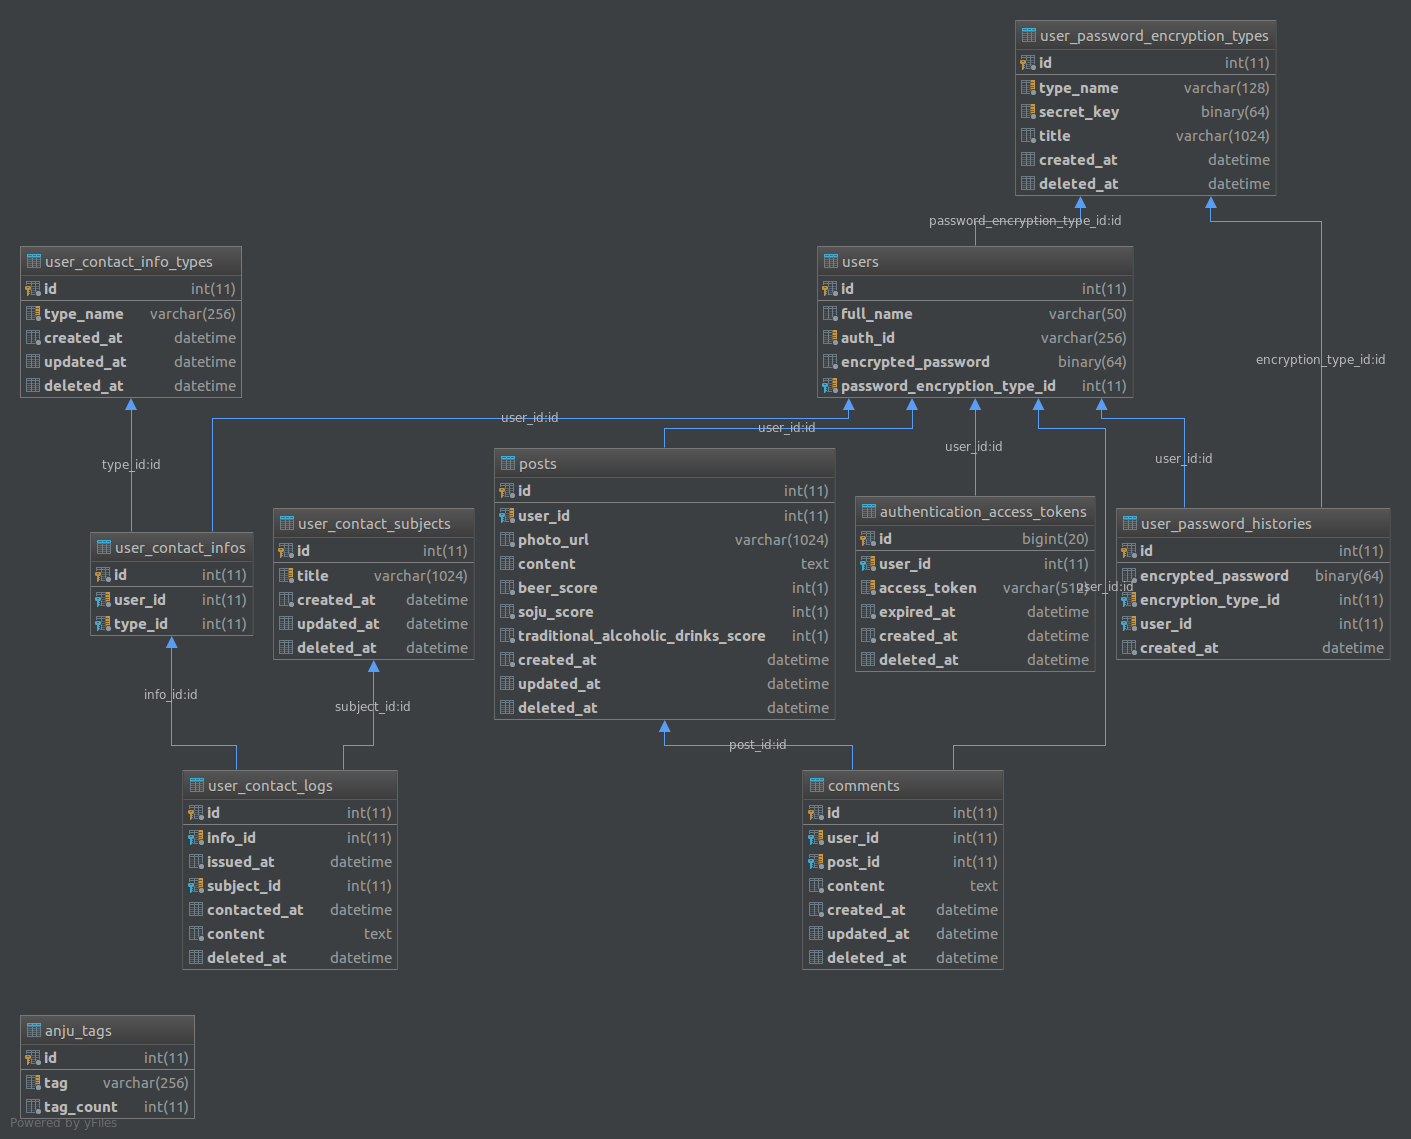 user_password_encryption_types
id int(11)
type_name varchar(128)
secret_key binary(64)
title varchar(1024)
created_at datetime
deleted_at datetime
password_encryption_type_id:id
user_contact_info_types
id int(11)
type_name varchar(256)
created_at datetime
updated_at datetime
deleted_at datetime
users
id int(11)
full_name varchar(50)
auth_id varchar(256)
encrypted_password binary(64)
password_encryption_type_id int(11)
encryption_type_id:id
user_id:id
user_id:id
user_id:id
user_id:id
type_id:id
posts
id int(11)
user_id int(11)
photo_url varchar(1024)
content text
beer_score int(1)
soju_score int(1)
traditional_alcoholic_drinks_score int(1)
created_at datetime
updated_at datetime
deleted_at datetime
authentication_access_tokens
id bigint(20)
user_id int(11)
access_token varchar(512)
expired_at datetime
created_at datetime
deleted_at datetime
user_id:id
user_password_histories
id int(11)
encrypted_password binary(64)
encryption_type_id int(11)
user_id int(11)
created_at datetime
user_contact_subjects
id int(11)
title varchar(1024)
created_at datetime
updated_at datetime
deleted_at datetime
user_contact_infos
id int(11)
user_id int(11)
type_id int(11)
info_id:id
subject_id:id
post_id:id
user_contact_logs
id int(11)
info_id int(11)
issued_at datetime
subject_id int(11)
contacted_at datetime
content text
deleted_at datetime
comments
id int(11)
user_id int(11)
post_id int(11)
content text
created_at datetime
updated_at datetime
deleted_at datetime
anju_tags
id int(11)
tag varchar(256)
tag_count int(11)
Powered by yFiles